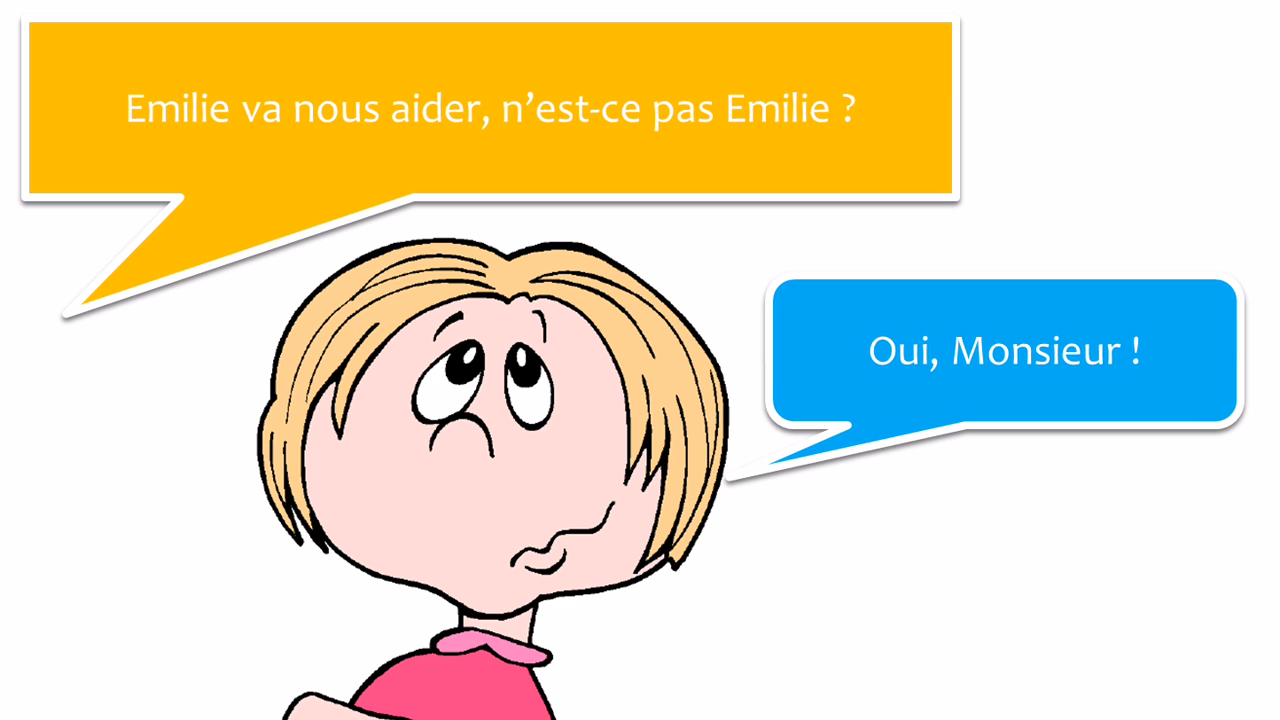 Emilie va nous aider, n’est-ce pas Emilie ?
Oui, Monsieur !